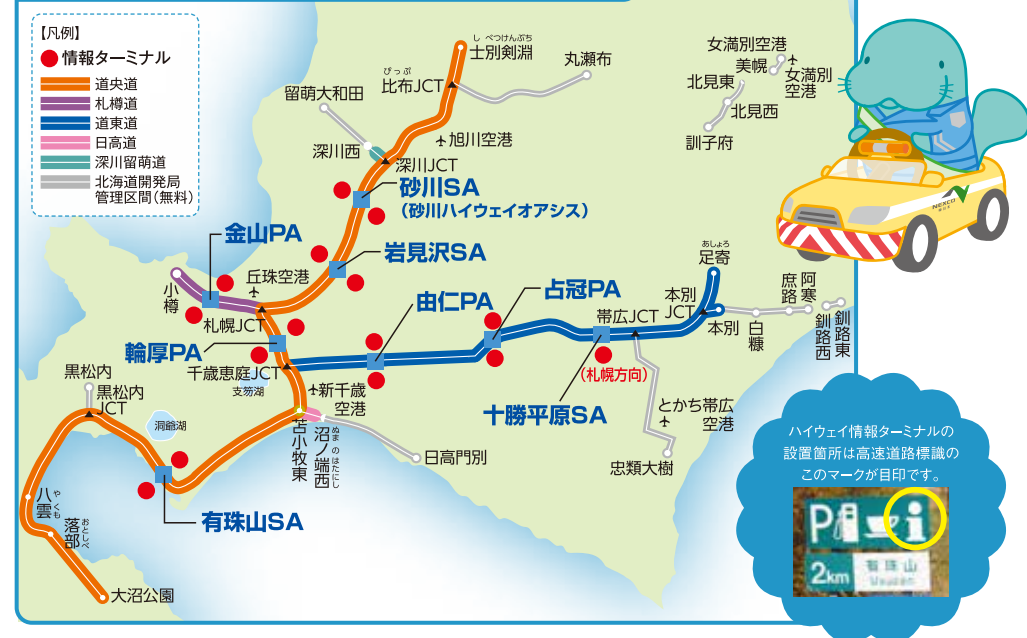 【凡例】
情報ターミナル
道央道
札樽道
道東道
日高道
深川留萌道
北海道開発局
管理区間(無料)
し べつけんぶち
士別剣淵
ぴっぷ
比布JCT
丸瀬布
留萌大和田
旭川空港
深川西
深川JCT
女満別空港
美幌
女満別
空港
北見東
北見西
訓子府
砂川SA
(砂川ハイウェイオアシス)
金山PA
岩見沢SA
丘珠空港
小樽
札幌JCT
由仁PA
占冠PA
あしょろ
足寄
本別
JCT
本別
帯広JCT
白糠
庶路
阿寒
釧路西
釧路東
輪厚PA
千歳恵庭JCT
支笏湖
新千歳
空港
(札幌方向)
十勝平原SA
とかち帯広
空港
忠類大樹
黒松内
黒松内
JCT
洞爺湖
苫小牧東
沼ノ端西
ぬまのはたにし
日高門別
有珠山SA
八雲
やくも
落部
おとしべ
大沼公園
NEXCO
ハイウェイ情報ターミナルの
設置箇所は高速道路標識の
このマークが目印です。
P i
2km
有珠山
Usuzan